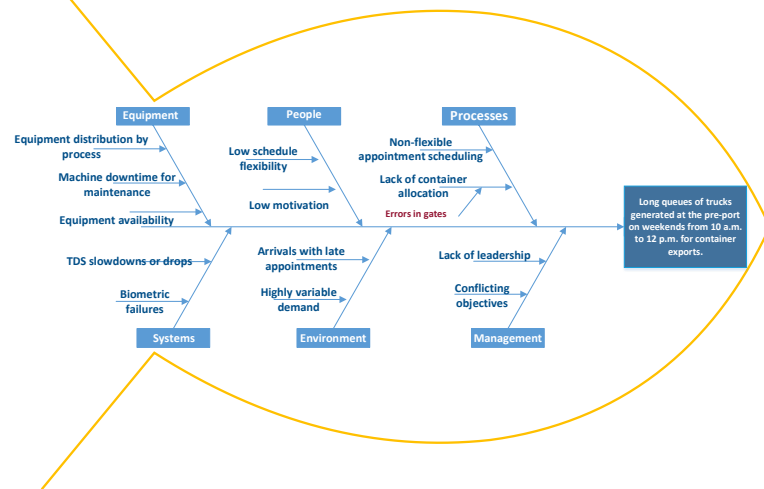 Equipment
People
Processes
Equipment distribution by
process
Machine downtime for
maintenance
Equipment availability
Low schedule
flexibility
Low motivation
Non-flexible
appointment scheduling
Lack of container
allocation
Errors in gates
Long queues of trucks
generated at the pre-port
on weekends from 10 a.m.
to 12 p.m. for container
exports.
TDS slowdowns or drops
Biometric
failures
Arrivals with late
appointments
Highly variable
demand
Lack of leadership
Conflicting
objectives
Systems
Environment
Management